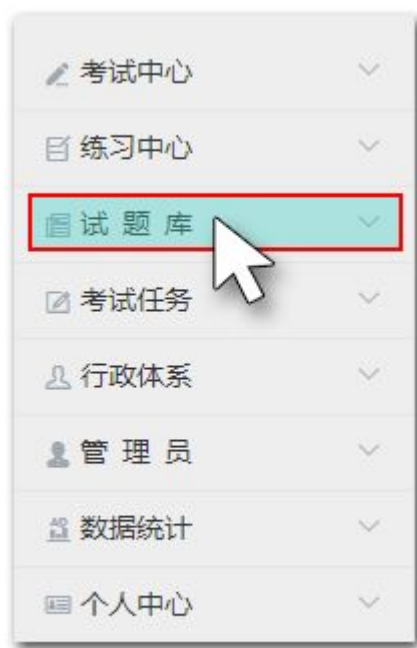 考试中心
练习中心
试 题 库
考试任务
行政体系
管 理 员
数据统计
个人中心